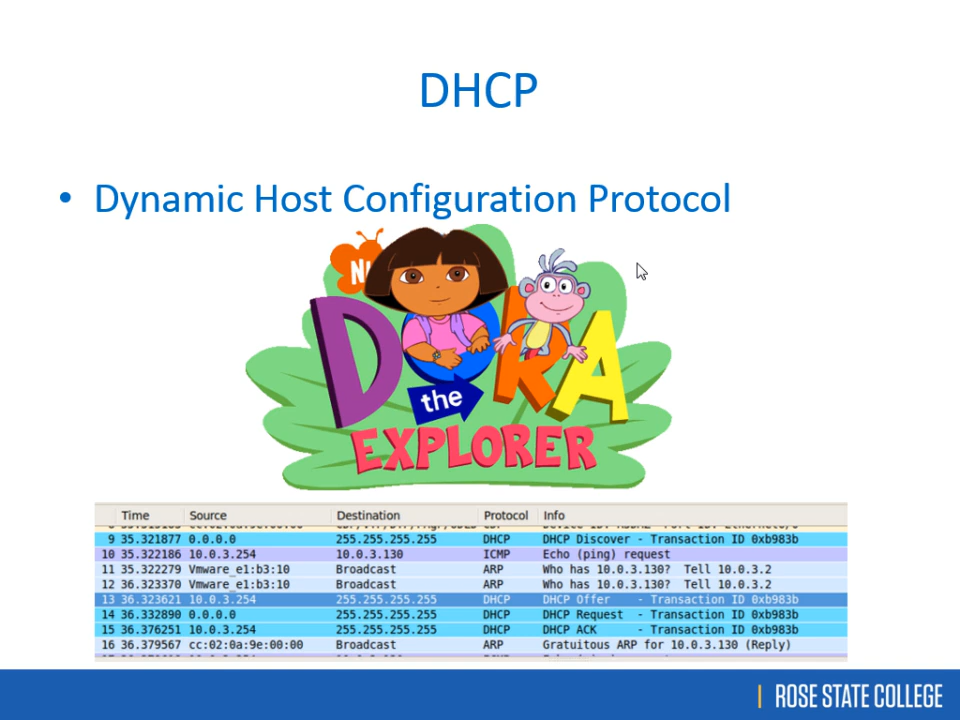 DHCP
• Dynamic Host Configuration Protocol
DORA
the
EXPLORER
Time Source Destination Protocol Info
9 35.321877 0.0.0.0 255.255.255.255 DHCP DHCP Discover - Transaction ID 0xb983b
10 35.322186 10.0.3.254 10.0.3.130 ICMP Echo (ping) request
11 35.322279 Vmware_e1:b3:10 Broadcast ARP Who has 10.0.3.130? Tell 10.0.3.2
12 36.323370 Vmware_e1:b3:10 Broadcast ARP Who has 10.0.3.130? Tell 10.0.3.2
13 36.323621 10.0.3.254 255.255.255.255 DHCP DHCP Offer - Transaction ID 0xb983b
14 36.332890 0.0.0.0 255.255.255.255 DHCP DHCP Request - Transaction ID 0xb983b
15 36.376251 10.0.3.254 255.255.255.255 DHCP DHCP ACK - Transaction ID 0xb983b
16 36.379567 cc:02:0a:9e:00:00 Broadcast ARP Gratuitous ARP for 10.0.3.130 (Reply)
ROSE STATE COLLEGE